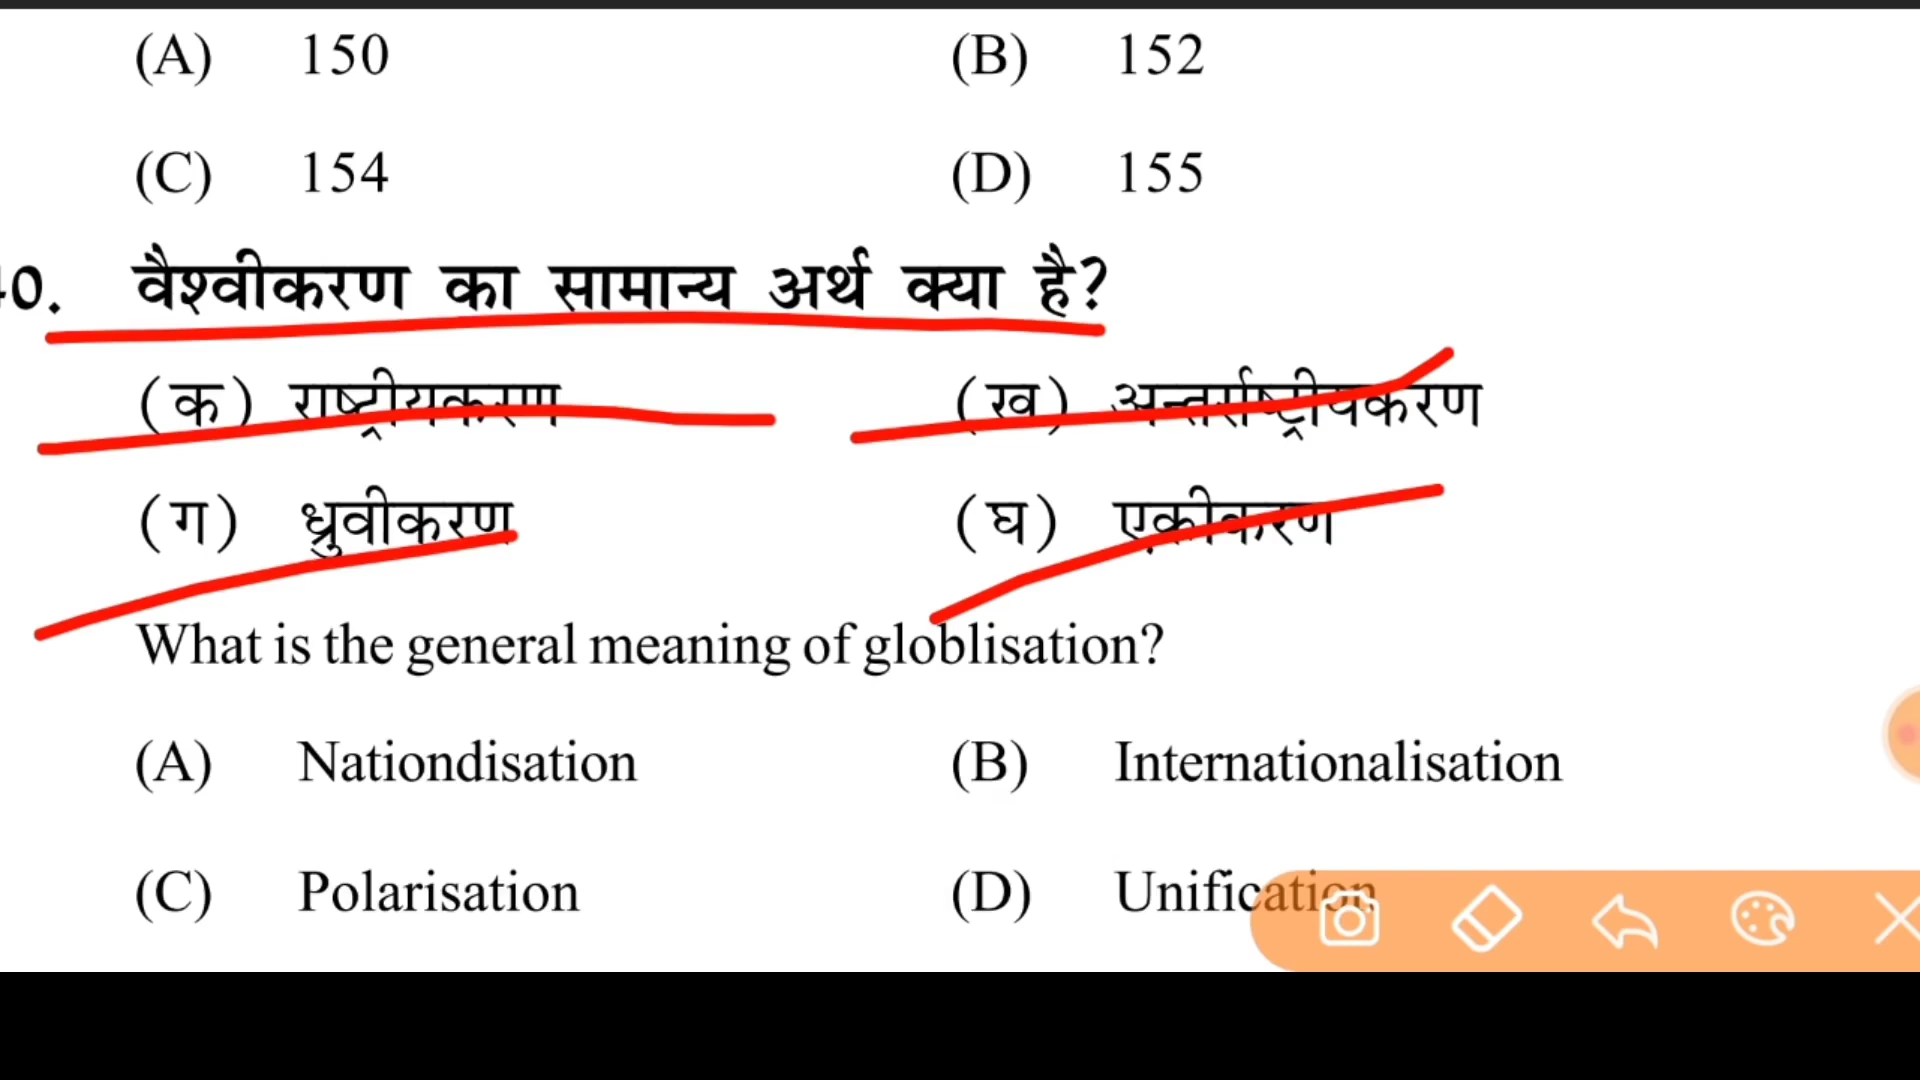 (A) 150 (B) 152
(C) 154 (D) 155
40. वैश्वीकरण का सामान्य अर्थ क्या है?
(क) राष्ट्रीयकरण (ख) अन्तर्राष्ट्रीयकरण
(ग) ध्रुवीकरण (घ) एकीकरण
What is the general meaning of globlisation?
(A) Nationdisation (B) Internationalisation
(C) Polarisation (D) Unification